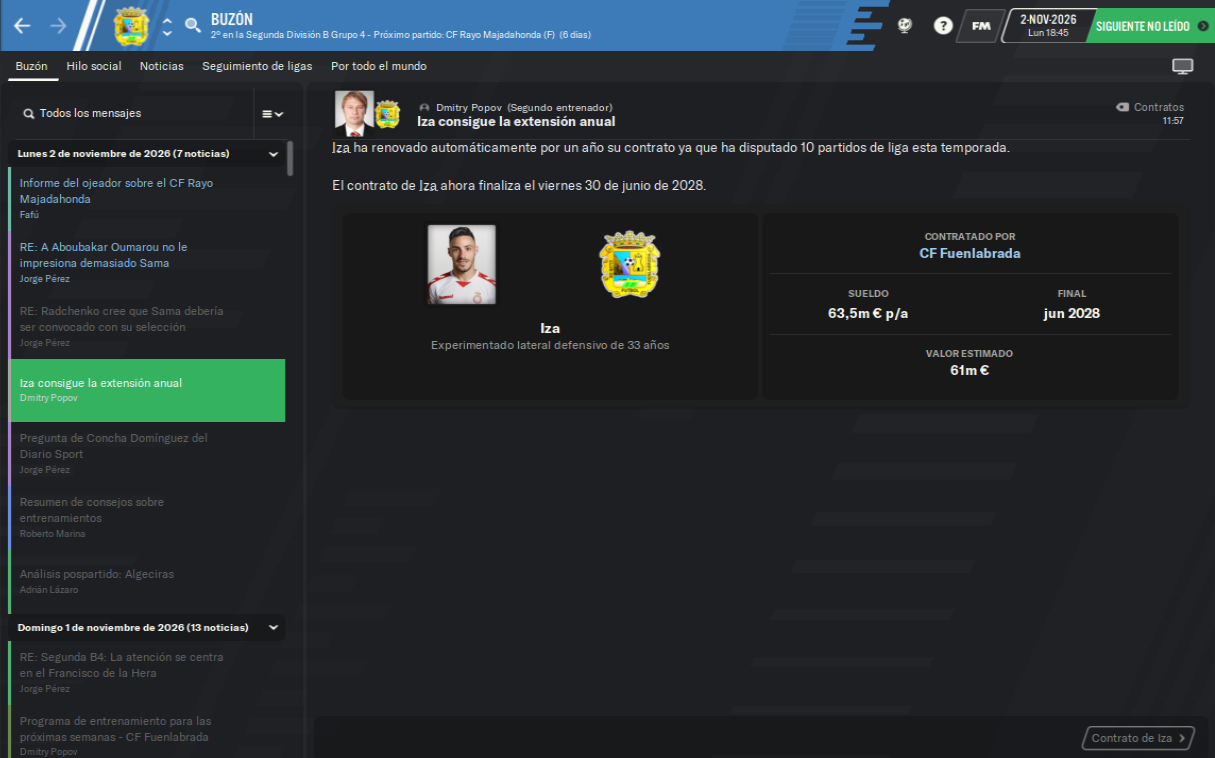 BUZÓN
2º en la Segunda División B Grupo 4 - Próximo partido: CF Rayo Majadahonda (F) (6 días)
?
FM
2-NOV-2026
Lun 18:45
SIGUIENTE NO LEÍDO
Buzón Hilo social Noticias Seguimiento de ligas Por todo el mundo
Todos los mensajes
Lunes 2 de noviembre de 2026 (7 noticias)
Informe del ojeador sobre el CF Rayo
Majadahonda
Fafú
RE: A Aboubakar Oumarou no le
impresiona demasiado Sama
Jorge Pérez
RE: Radchenko cree que Sama debería
ser convocado con su selección
Jorge Pérez
Iza consigue la extensión anual
Dmitry Popov
Pregunta de Concha Domínguez del
Diario Sport
Jorge Pérez
Resumen de consejos sobre
entrenamientos
Roberto Marina
Análisis pospartido: Algeciras
Adrián Lázaro
Domingo 1 de noviembre de 2026 (13 noticias)
RE: Segunda B4: La atención se centra
en el Francisco de la Hera
Jorge Pérez
Programa de entrenamiento para las
próximas semanas - CF Fuenlabrada
Dmitry Popov
Dmitry Popov (Segundo entrenador)
Iza consigue la extensión anual
Contratos
11:57
Iza ha renovado automáticamente por un año su contrato ya que ha disputado 10 partidos de liga esta temporada.
El contrato de Iza ahora finaliza el viernes 30 de junio de 2028.
Iza
Experimentado lateral defensivo de 33 años
CONTRATADO POR
CF Fuenlabrada
SUELDO FINAL
63,5m € p/a jun 2028
VALOR ESTIMADO
61m €
Contrato de Iza